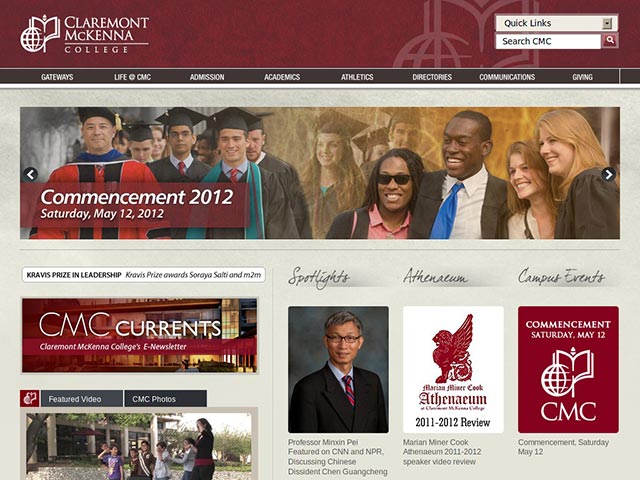 CLAREMONT
MCKENNA
COLLEGE
Quick Links
Search CMC
GATEWAYS
LIFE @ CMC
ADMISSION
ACADEMICS
ATHLETICS
DIRECTORIES
COMMUNICATIONS
GIVING
Commencement 2012
Saturday, May 12, 2012
KRAVIS PRIZE IN LEADERSHIP Kravis Prize awards Soraya Salti and m2m
Spotlights
Athenaeum
Campus Events
CMC CURRENTS
Claremont McKenna College's E-Newsletter
Marian Miner Cook
Athenaeum
at Claremont McKenna College
2011-2012 Review
COMMENCEMENT
SATURDAY, MAY 12
CMC
Featured Video
CMC Photos
Professor Minxin Pei
Featured on CNN and NPR,
Discussing Chinese
Dissident Chen Guangcheng
Marian Miner Cook
Athenaeum 2011-2012
speaker video review
Commencement, Saturday
May 12